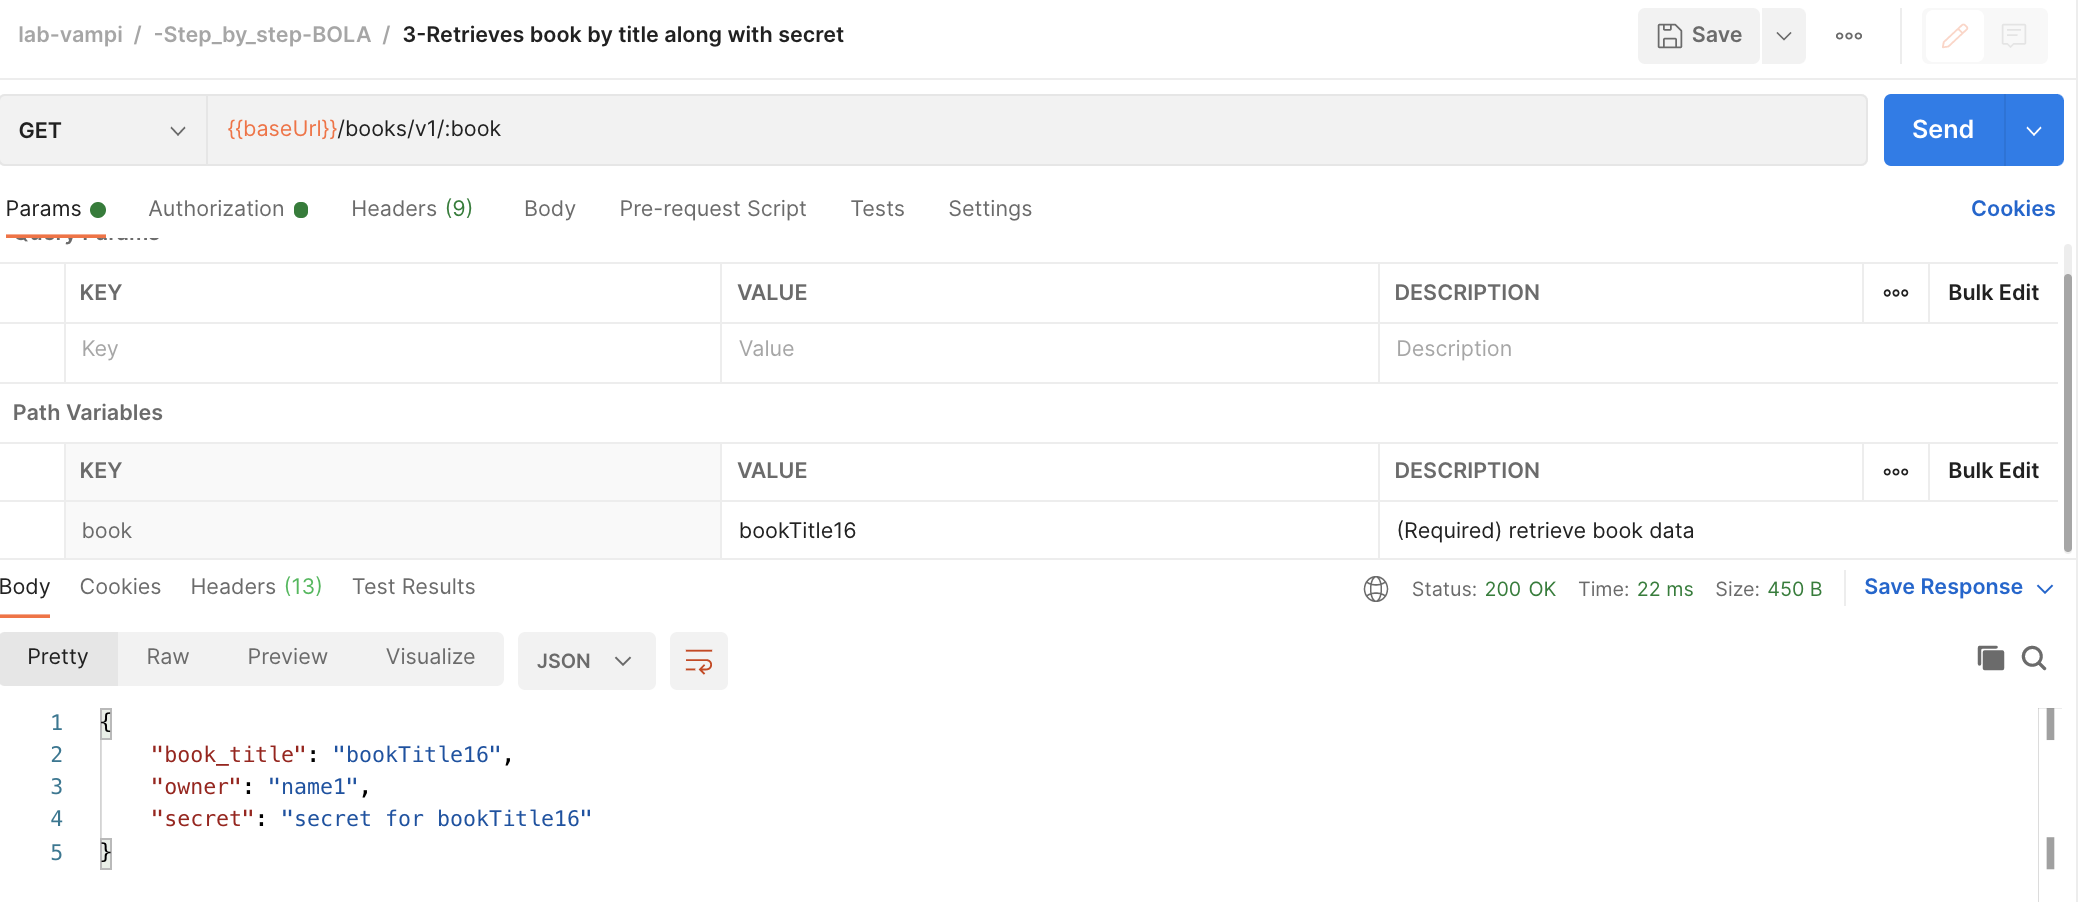 lab-vampi / -Step_by_step-BOLA / 3-Retrieves book by title along with secret
Save
GET {{baseUrl}}/books/v1/:book Send
Params Authorization Headers (9) Body Pre-request Script Tests Settings Cookies
Query Params
KEY VALUE DESCRIPTION Bulk Edit
Key Value Description
Path Variables
KEY VALUE DESCRIPTION Bulk Edit
book bookTitle16 (Required) retrieve book data
Body Cookies Headers (13) Test Results Status: 200 OK Time: 22 ms Size: 450 B Save Response
Pretty Raw Preview Visualize JSON
1 {
2 "book_title": "bookTitle16",
3 "owner": "name1",
4 "secret": "secret for bookTitle16"
5 }